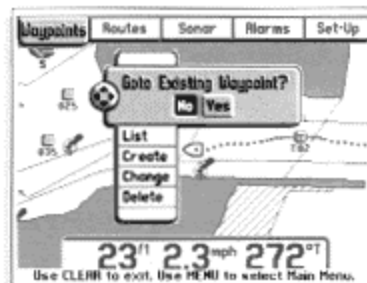 Waypoints Routes Sonar Alarms Set-Up
Goto Existing Waypoint?
No Yes
List
Create
Change
Delete
23ft 2.3mph 272°T
Use CLEAR to exit. Use MENU to select Main Menu.